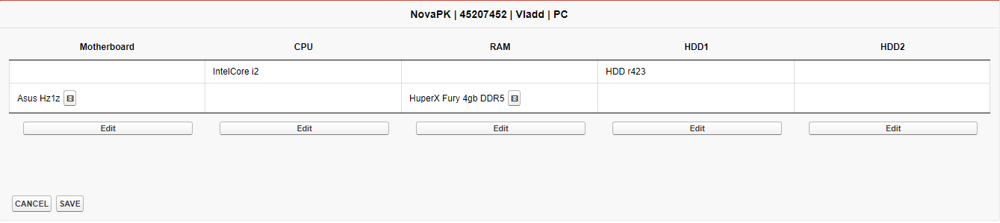 NovaPK | 45207452 | Vladd | PC
Motherboard CPU RAM HDD1 HDD2
IntelCore i2 HDD r423
Asus Hz1z HuperX Fury 4gb DDR5
Edit Edit Edit Edit Edit
CANCEL SAVE